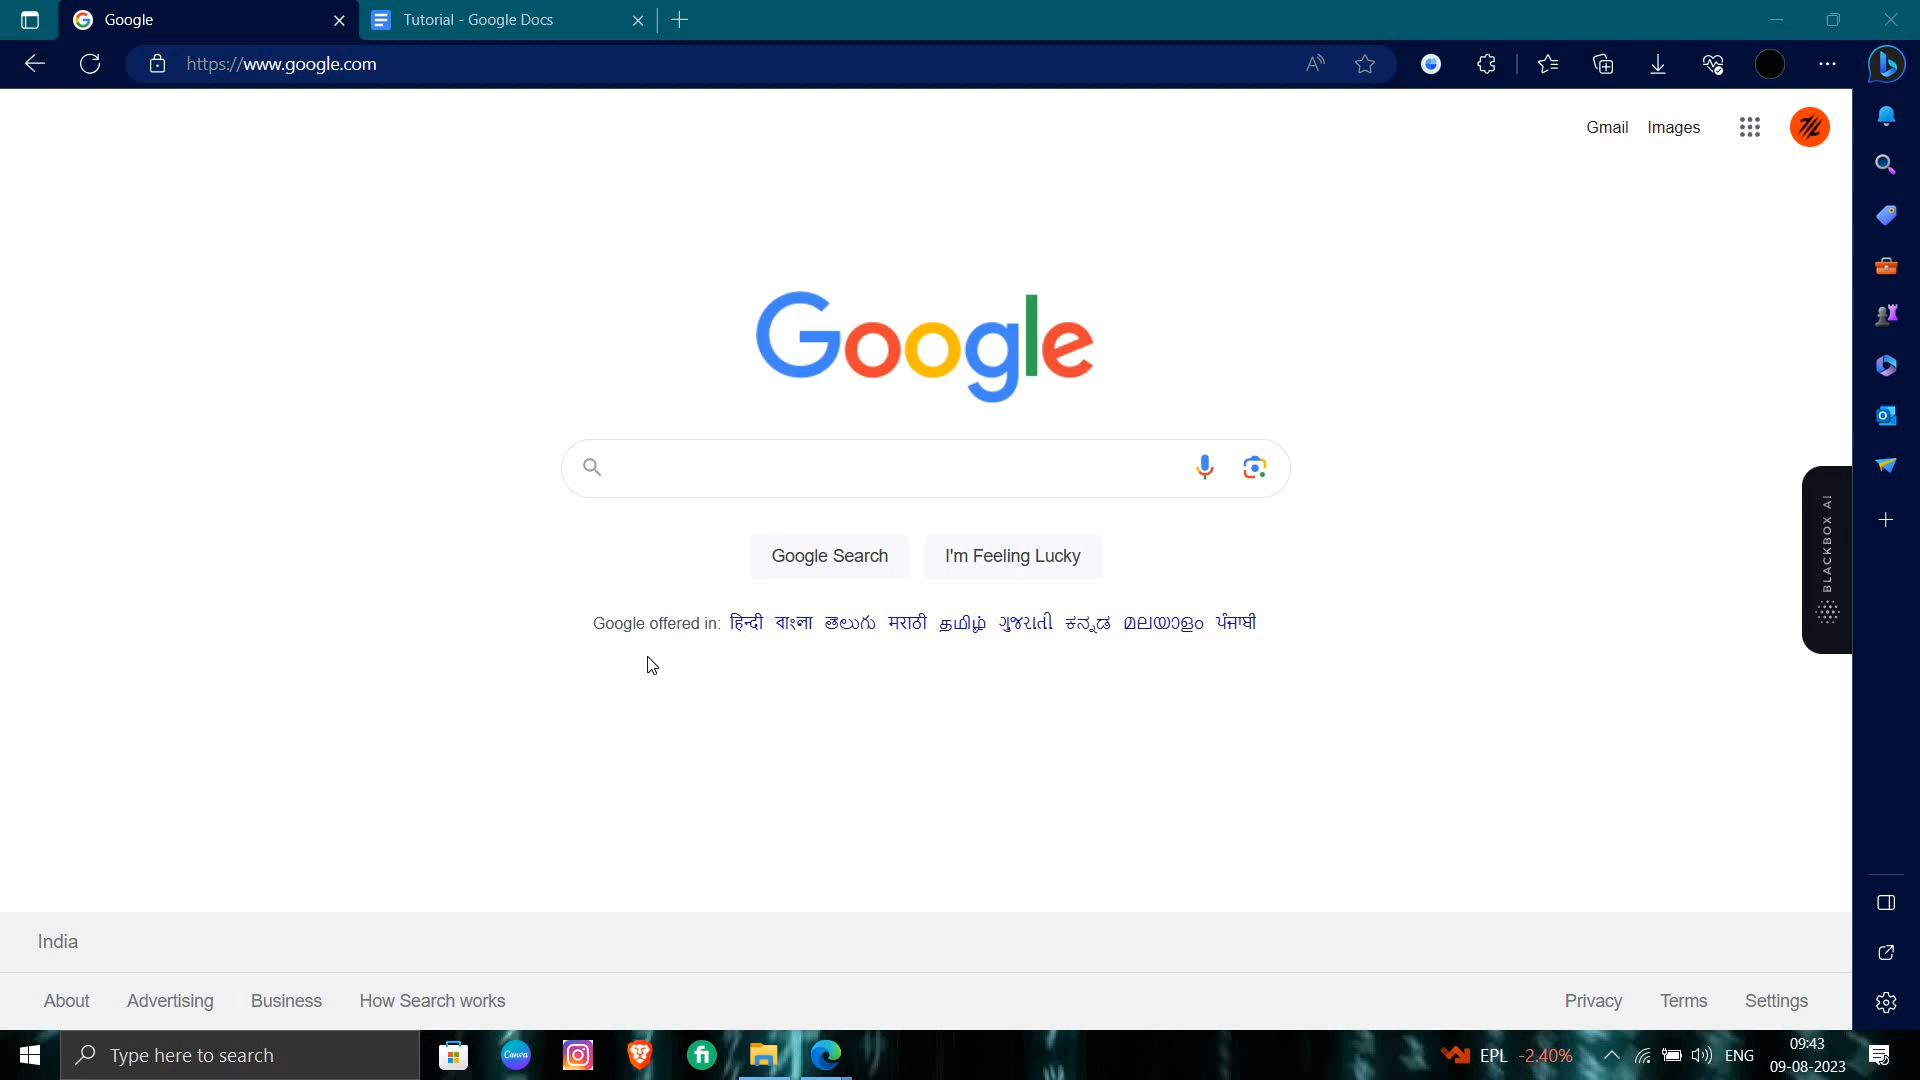 Google
Tutorial - Google Docs
https://www.google.com
Gmail Images
Google
Google Search I'm Feeling Lucky
Google offered in: हिन्दी বাংলা తెలుగు मराठी தமிழ் ગુજરાતી ಕನ್ನಡ മലയാളം ਪੰਜਾਬੀ
BLACKBOX AI
India
About Advertising Business How Search works Privacy Terms Settings
Type here to search
Canva
EPL -2.40%
ENG
09:43
09-08-2023